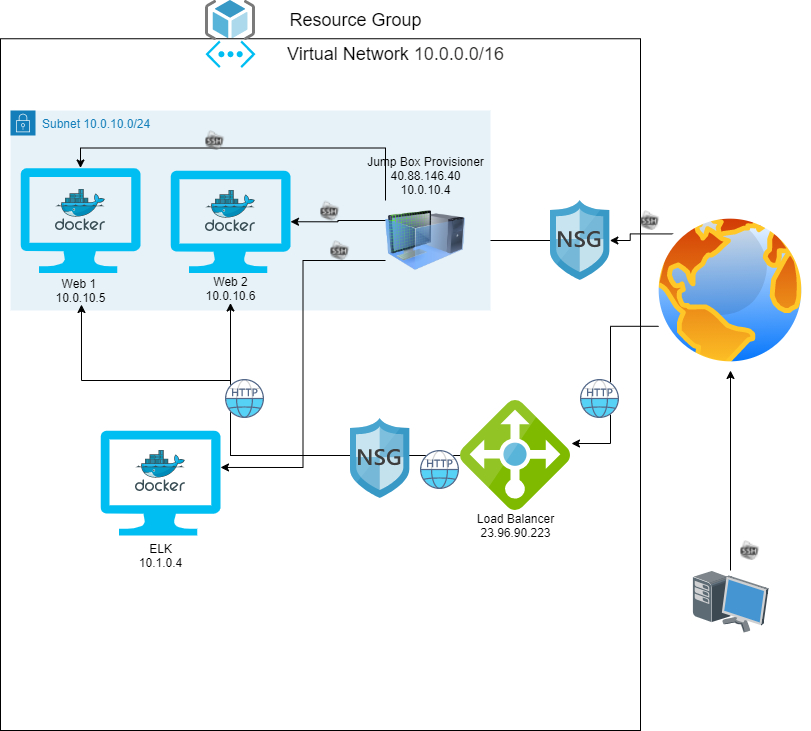 Resource Group
Virtual Network 10.0.0.0/16
Subnet 10.0.10.0/24
SSH
Jump Box Provisioner
40.88.146.40
10.0.10.4
docker
docker
SSH
SSH
SSH
NSG
Web 1
10.0.10.5
Web 2
10.0.10.6
HTTP
HTTP
docker
NSG
HTTP
Load Balancer
23.96.90.223
ELK
10.1.0.4
SSH